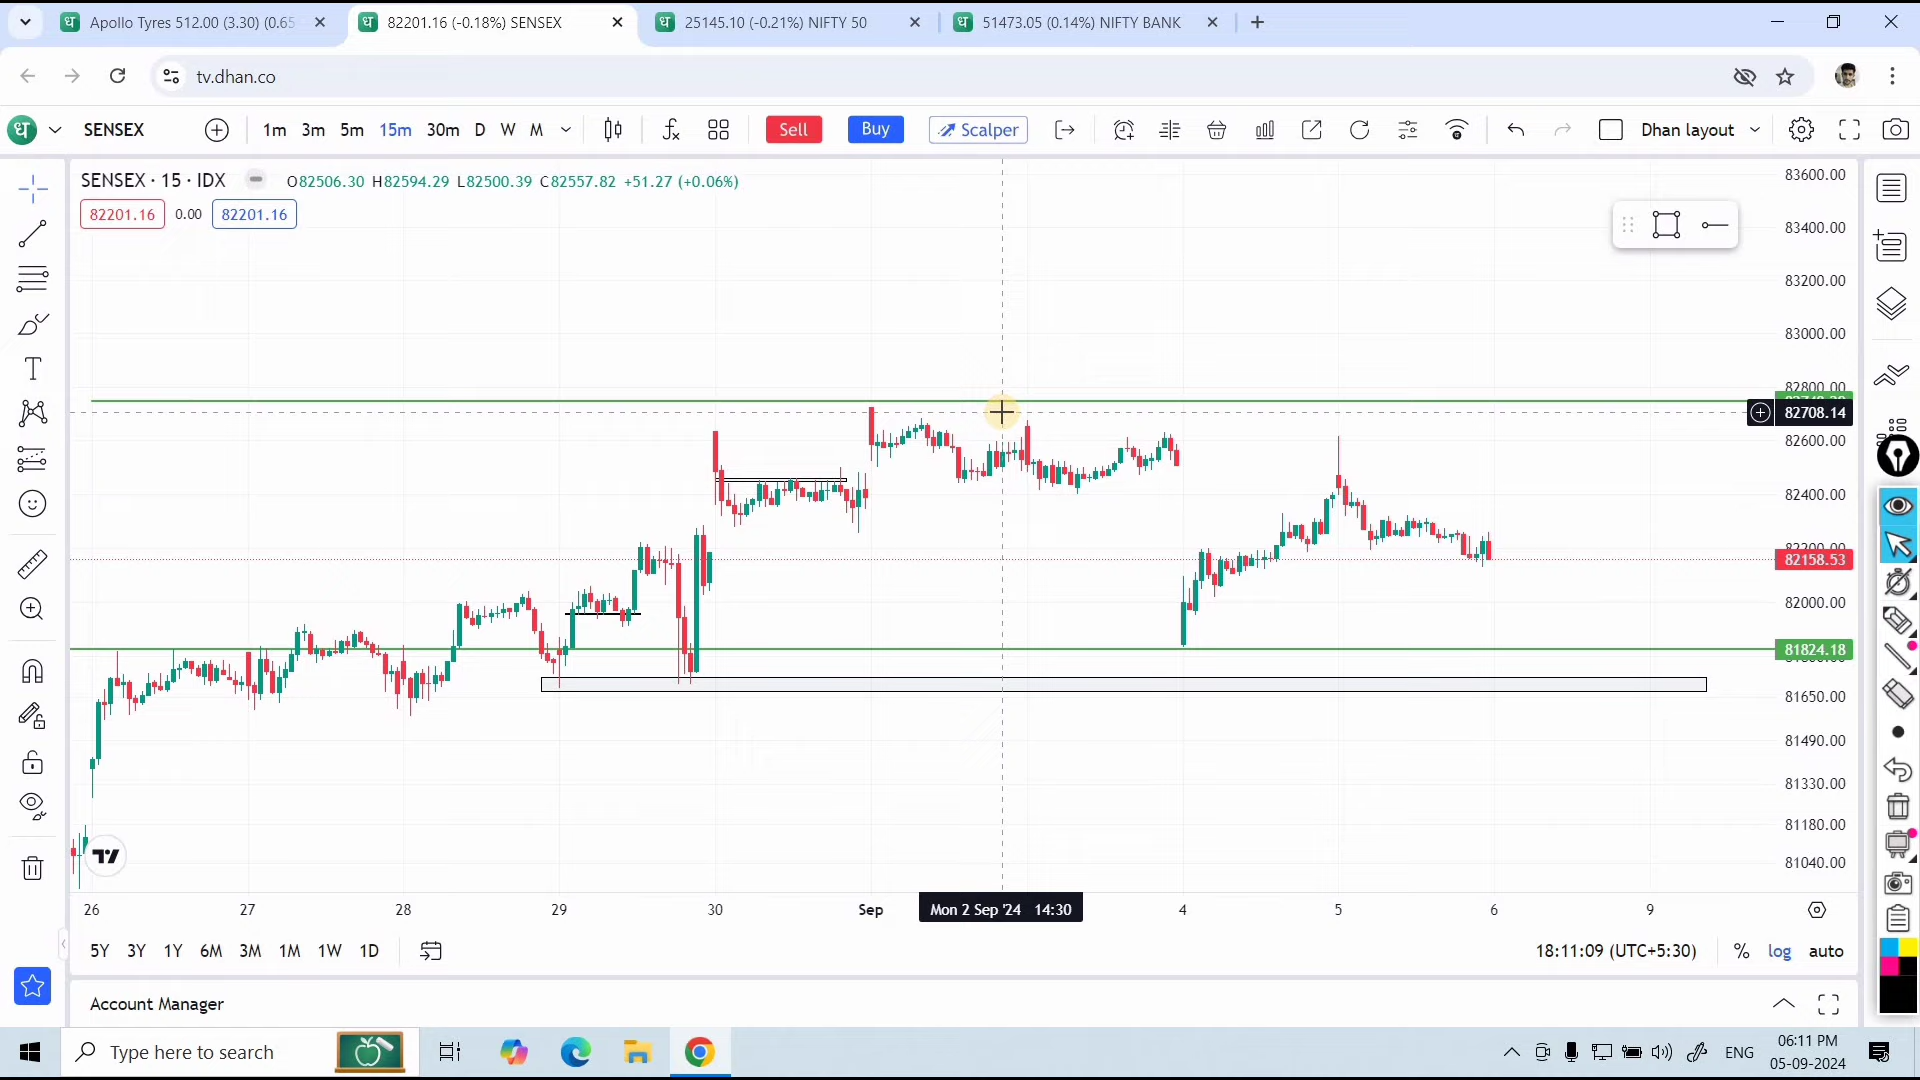 Apollo Tyres 512.00 (3.30) (0.65
82201.16 (-0.18%) SENSEX
25145.10 (-0.21%) NIFTY 50
51473.05 (0.14%) NIFTY BANK
tv.dhan.co
ध
SENSEX
1m 3m 5m 15m 30m D W M
Sell
Buy
Scalper
Dhan layout
SENSEX · 15 · IDX
O82506.30 H82594.29 L82500.39 C82557.82 +51.27 (+0.06%)
82201.16 0.00 82201.16
83600.00
83400.00
83200.00
83000.00
82800.00
82708.14
82600.00
82400.00
82200.00
82158.53
82000.00
81824.18
81650.00
81490.00
81330.00
81180.00
81040.00
26 27 28 29 30 Sep Mon 2 Sep '24 14:30 4 5 6 9
5Y 3Y 1Y 6M 3M 1M 1W 1D
18:11:09 (UTC+5:30) % log auto
Account Manager
Type here to search
ENG
06:11 PM
05-09-2024